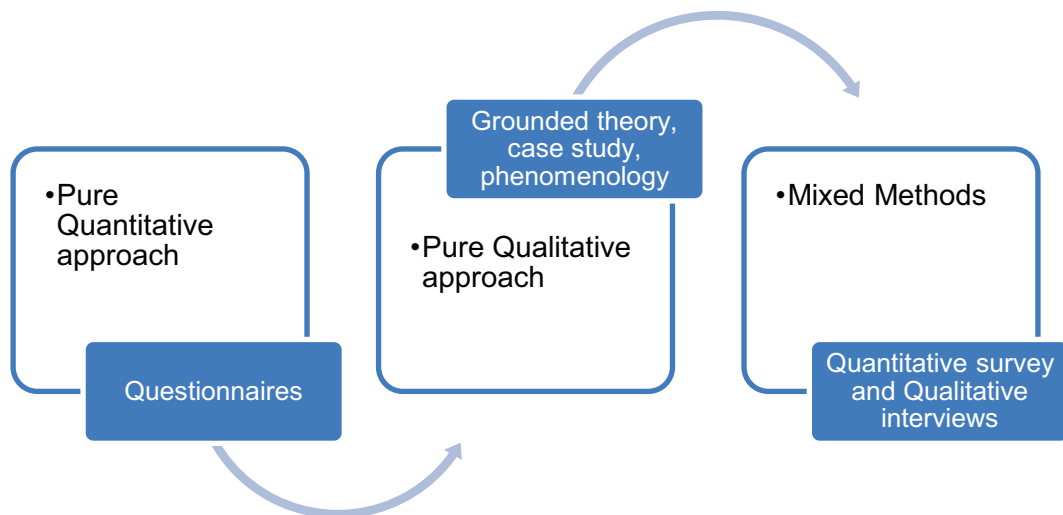 •Pure
Quantitative
approach
Questionnaires
Grounded theory,
case study,
phenomenology
•Pure Qualitative
approach
•Mixed Methods
Quantitative survey
and Qualitative
interviews